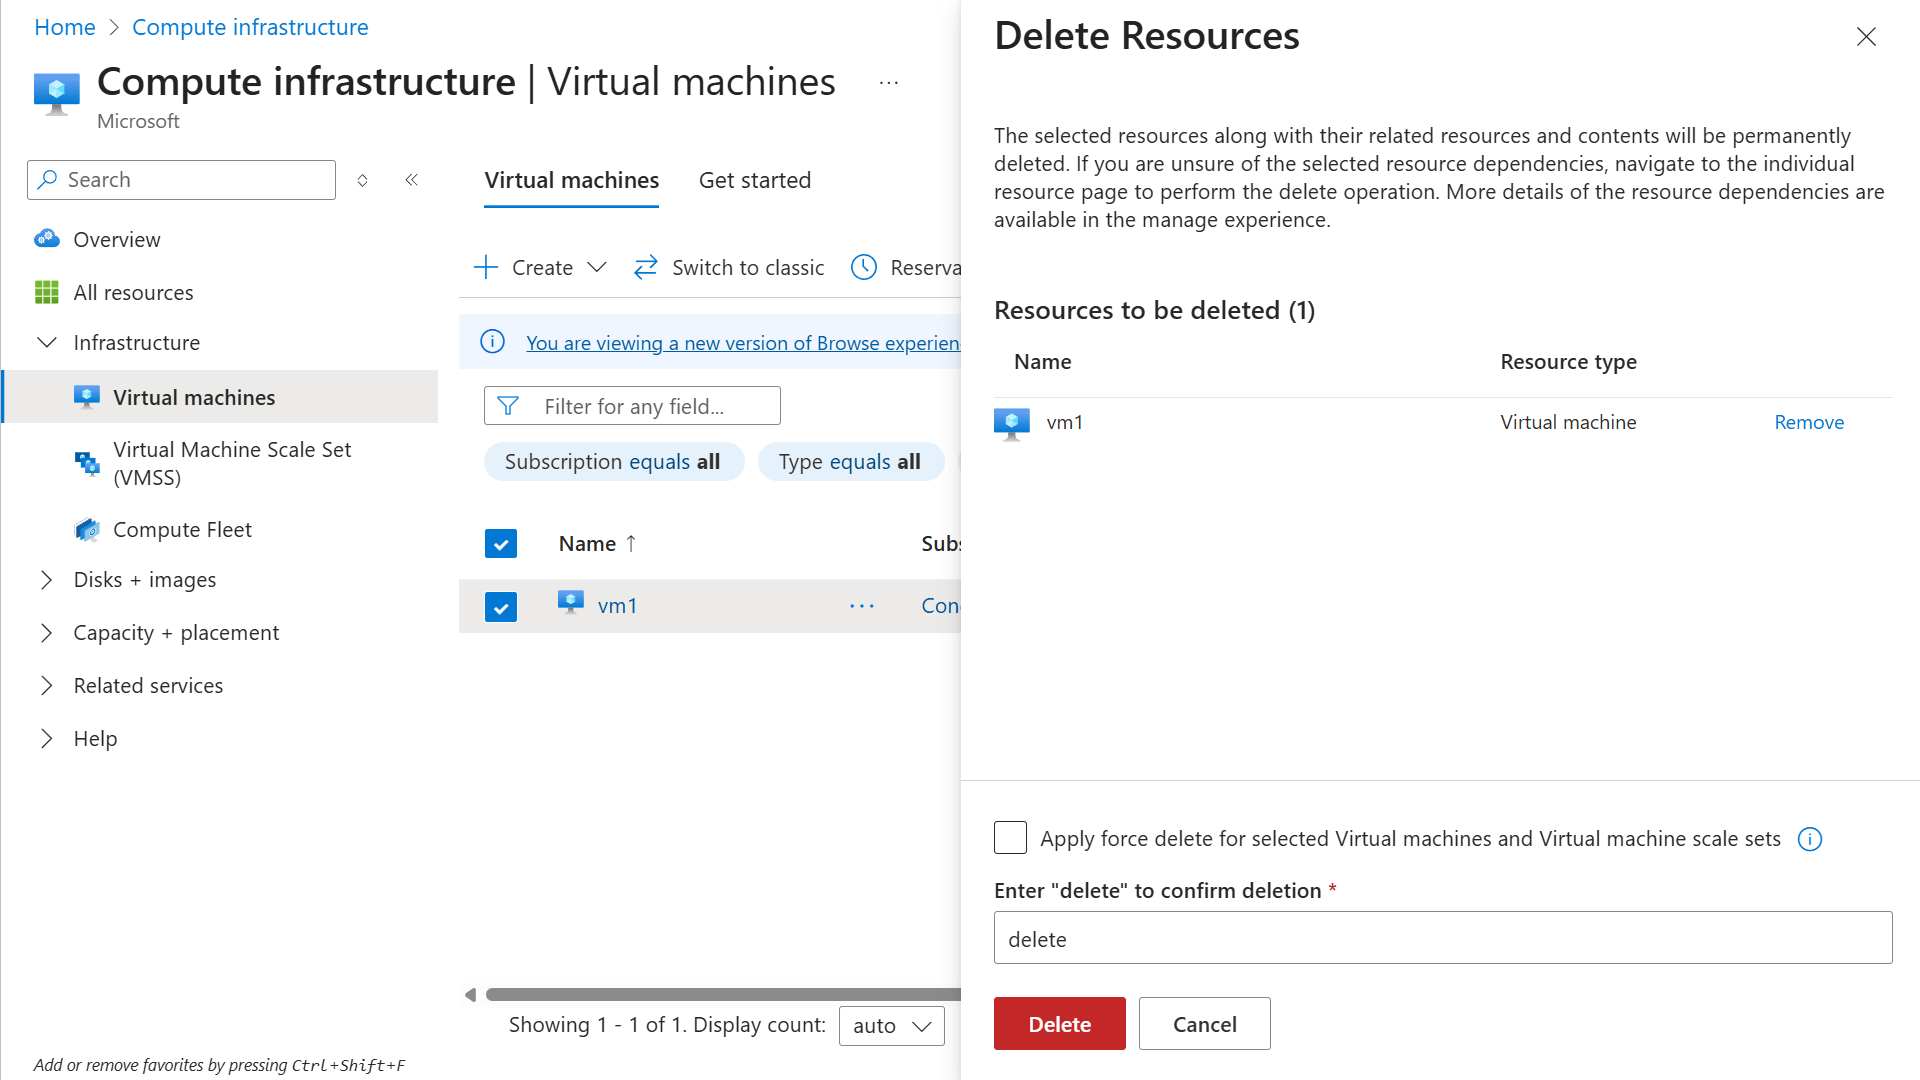 Home > Compute infrastructure
Compute infrastructure | Virtual machines ...
Microsoft
Search
Overview
All resources
Infrastructure
Virtual machines
Virtual Machine Scale Set
(VMSS)
Compute Fleet
Disks + images
Capacity + placement
Related services
Help
Add or remove favorites by pressing Ctrl+Shift+F
Virtual machines Get started
Create Switch to classic Reserva
You are viewing a new version of Browse experien
Filter for any field...
Subscription equals all Type equals all
Name ↑ Subs
vm1 ... Con
Showing 1 - 1 of 1. Display count: auto
Delete Resources
The selected resources along with their related resources and contents will be permanently
deleted. If you are unsure of the selected resource dependencies, navigate to the individual
resource page to perform the delete operation. More details of the resource dependencies are
available in the manage experience.
Resources to be deleted (1)
Name Resource type
vm1 Virtual machine Remove
Apply force delete for selected Virtual machines and Virtual machine scale sets
Enter "delete" to confirm deletion *
delete
Delete Cancel